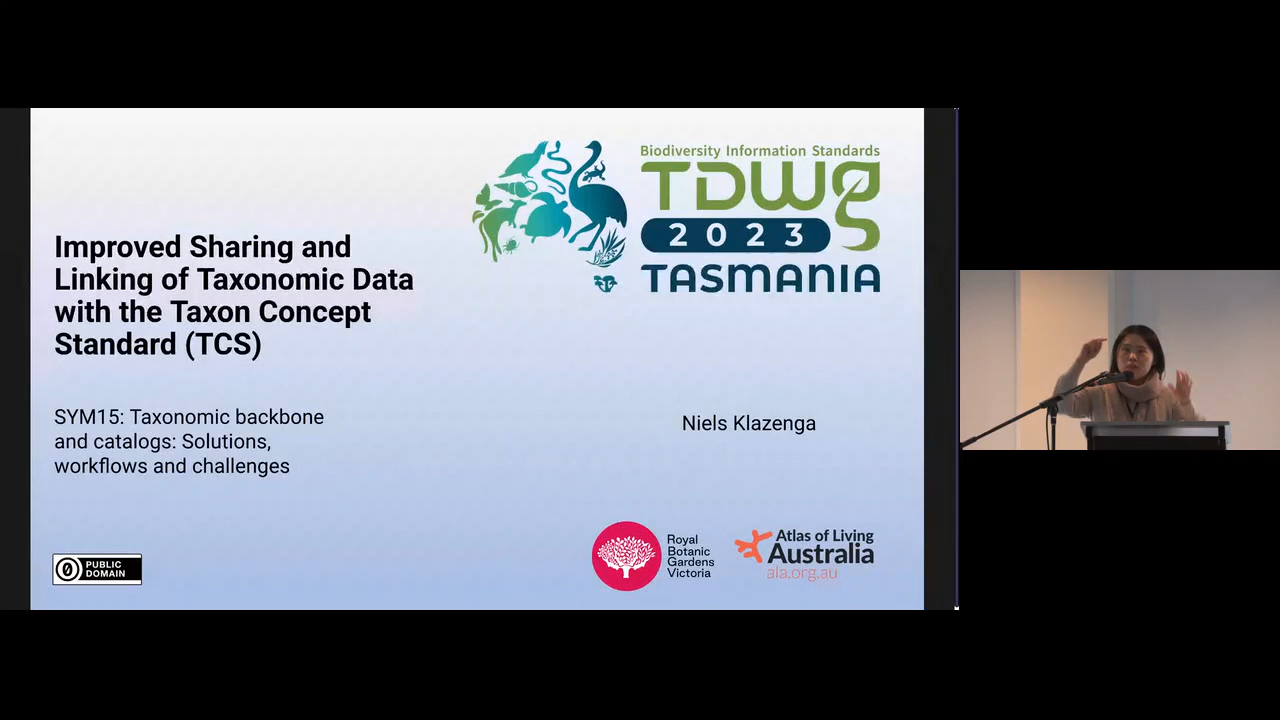 Biodiversity Information Standards
TDWG
2023
TASMANIA
Improved Sharing and
Linking of Taxonomic Data
with the Taxon Concept
Standard (TCS)
SYM15: Taxonomic backbone
and catalogs: Solutions,
workflows and challenges
Niels Klazenga
0 PUBLIC
DOMAIN
Royal
Botanic
Gardens
Victoria
Atlas of Living
Australia
ala.org.au